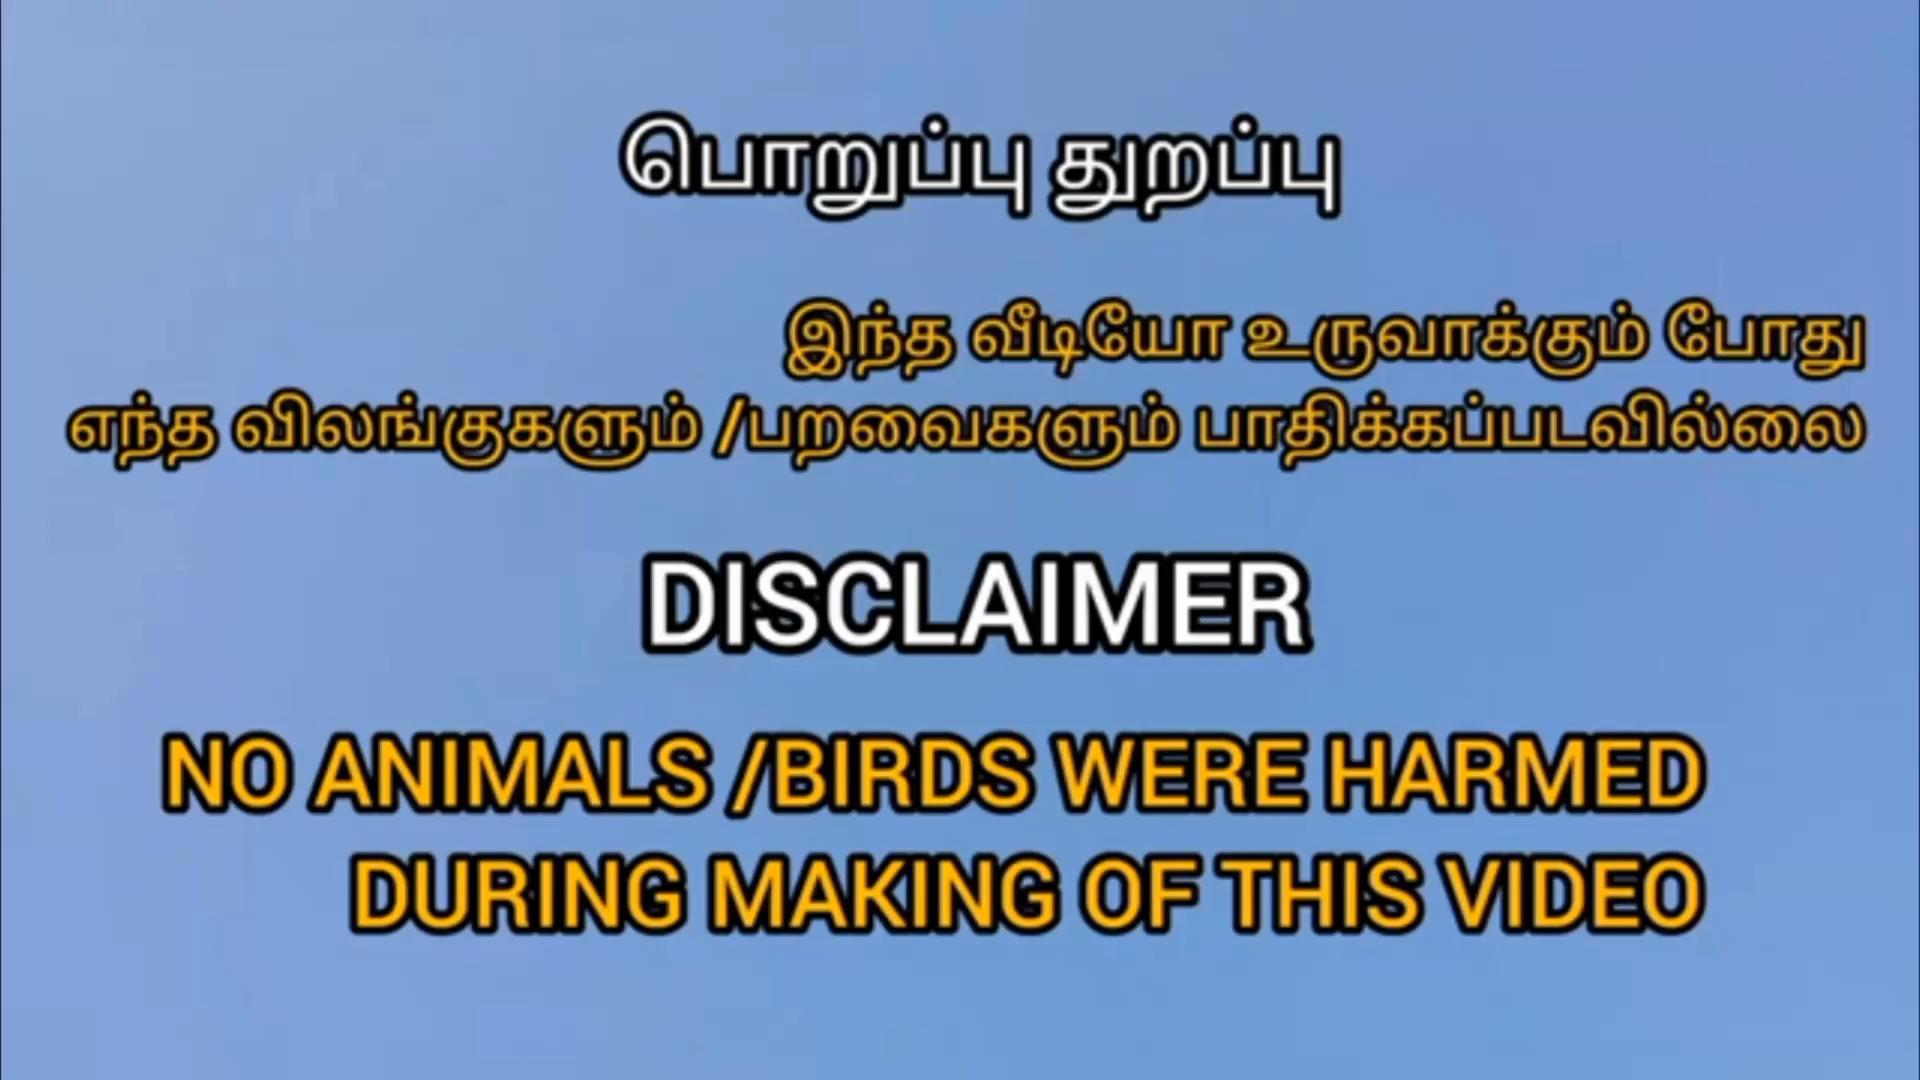 பொறுப்பு துறப்பு
இந்த வீடியோ உருவாக்கும் போது
எந்த விலங்குகளும் /பறவைகளும் பாதிக்கப்படவில்லை
DISCLAIMER
NO ANIMALS /BIRDS WERE HARMED
DURING MAKING OF THIS VIDEO